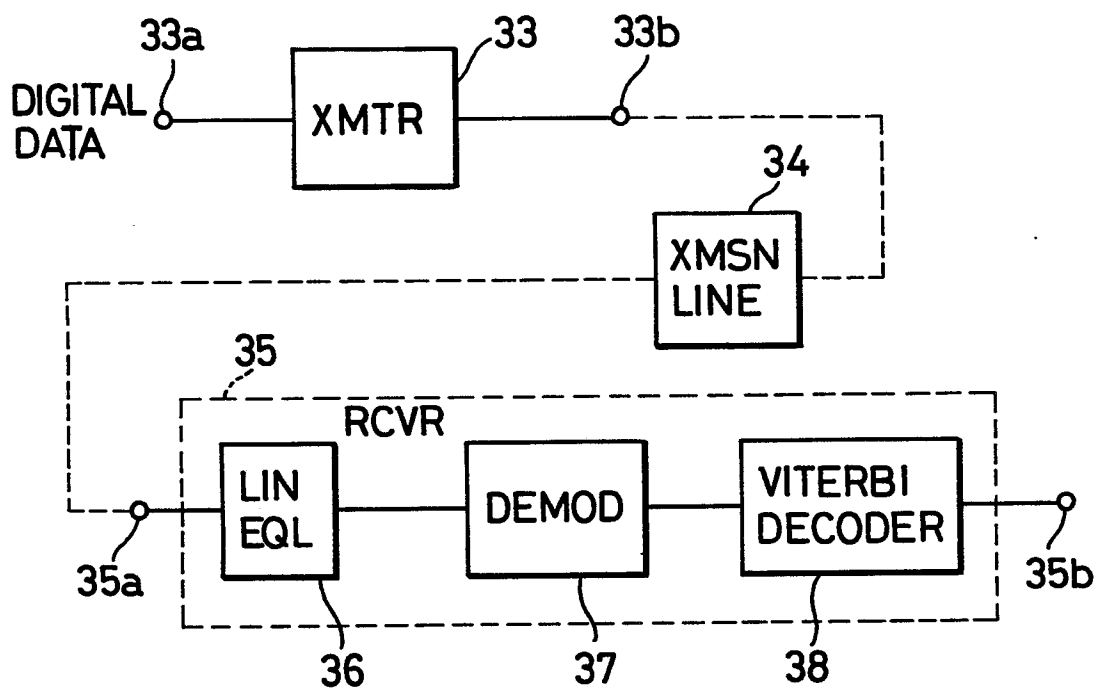 33a
33
33b
DIGITAL
DATA
XMTR
34
XMSN
LINE
35
RCVR
LIN
EQL
DEMOD
VITERBI
DECODER
35a
35b
36
37
38